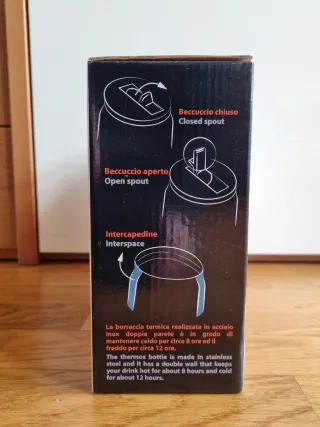 Beccuccio chiuso
Closed spout
Beccuccio aperto
Open spout
Intercapedine
Interspace
La borraccia termica realizzata in acciaio
inox doppia parete è in grado di
mantenere caldo per circa 8 ore ed il
freddo per circa 12 ore.
The thermos bottle is made in stainless
steel and it has a double wall that keeps
your drink hot for about 8 hours and cold
for about 12 hours.